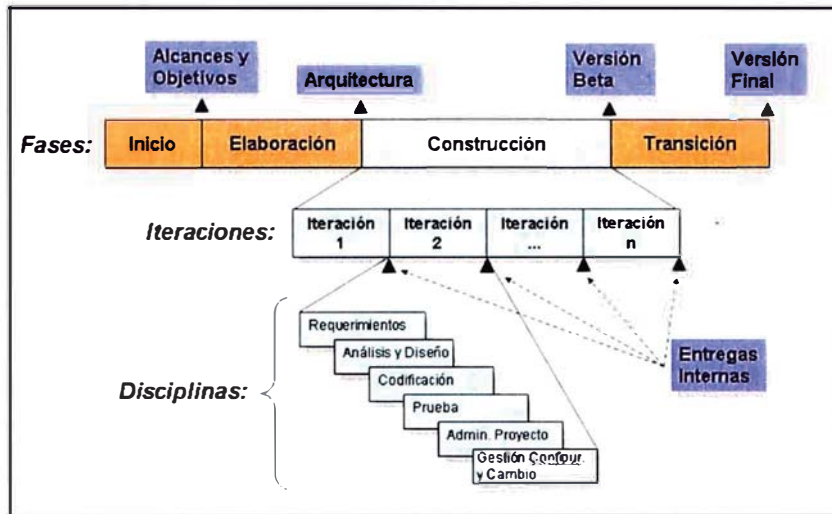 Alcances y
Objetivos
Arquitectura
Versión
Beta
Versión
Final
Fases:
Inicio
Elaboración
Construcción
Transición
Iteraciones:
Iteración
1
Iteración
2
Iteración
...
Iteración
n
Requerimientos
Análisis y Diseño
Disciplinas:
Codificación
Prueba
Admin. Proyecto
Gestión
y Cambio
Entregas
Internas